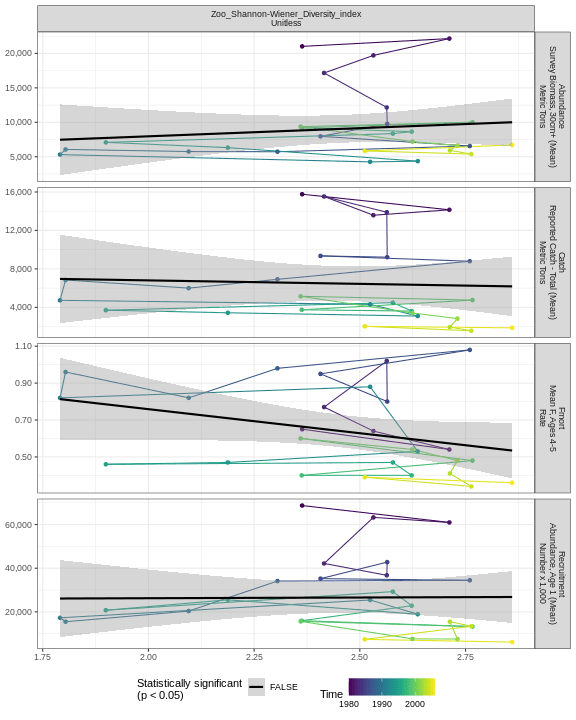 Zoo_Shannon-Wiener_Diversity_index
Unitless
20,000
15,000
10,000
5,000
Abundance
Survey Biomass, 30cm+ (Mean)
Metric Tons
16,000
12,000
8,000
4,000
Catch
Reported Catch - Total (Mean)
Metric Tons
1.10
0.90
0.70
0.50
Fmort
Mean F, Ages 4-5
Rate
60,000
40,000
20,000
Recruitment
Abundance, Age 1 (Mean)
Number x 1,000
1.75
2.00
2.25
2.50
2.75
Statistically significant
(p < 0.05)
FALSE
Time
1980
1990
2000